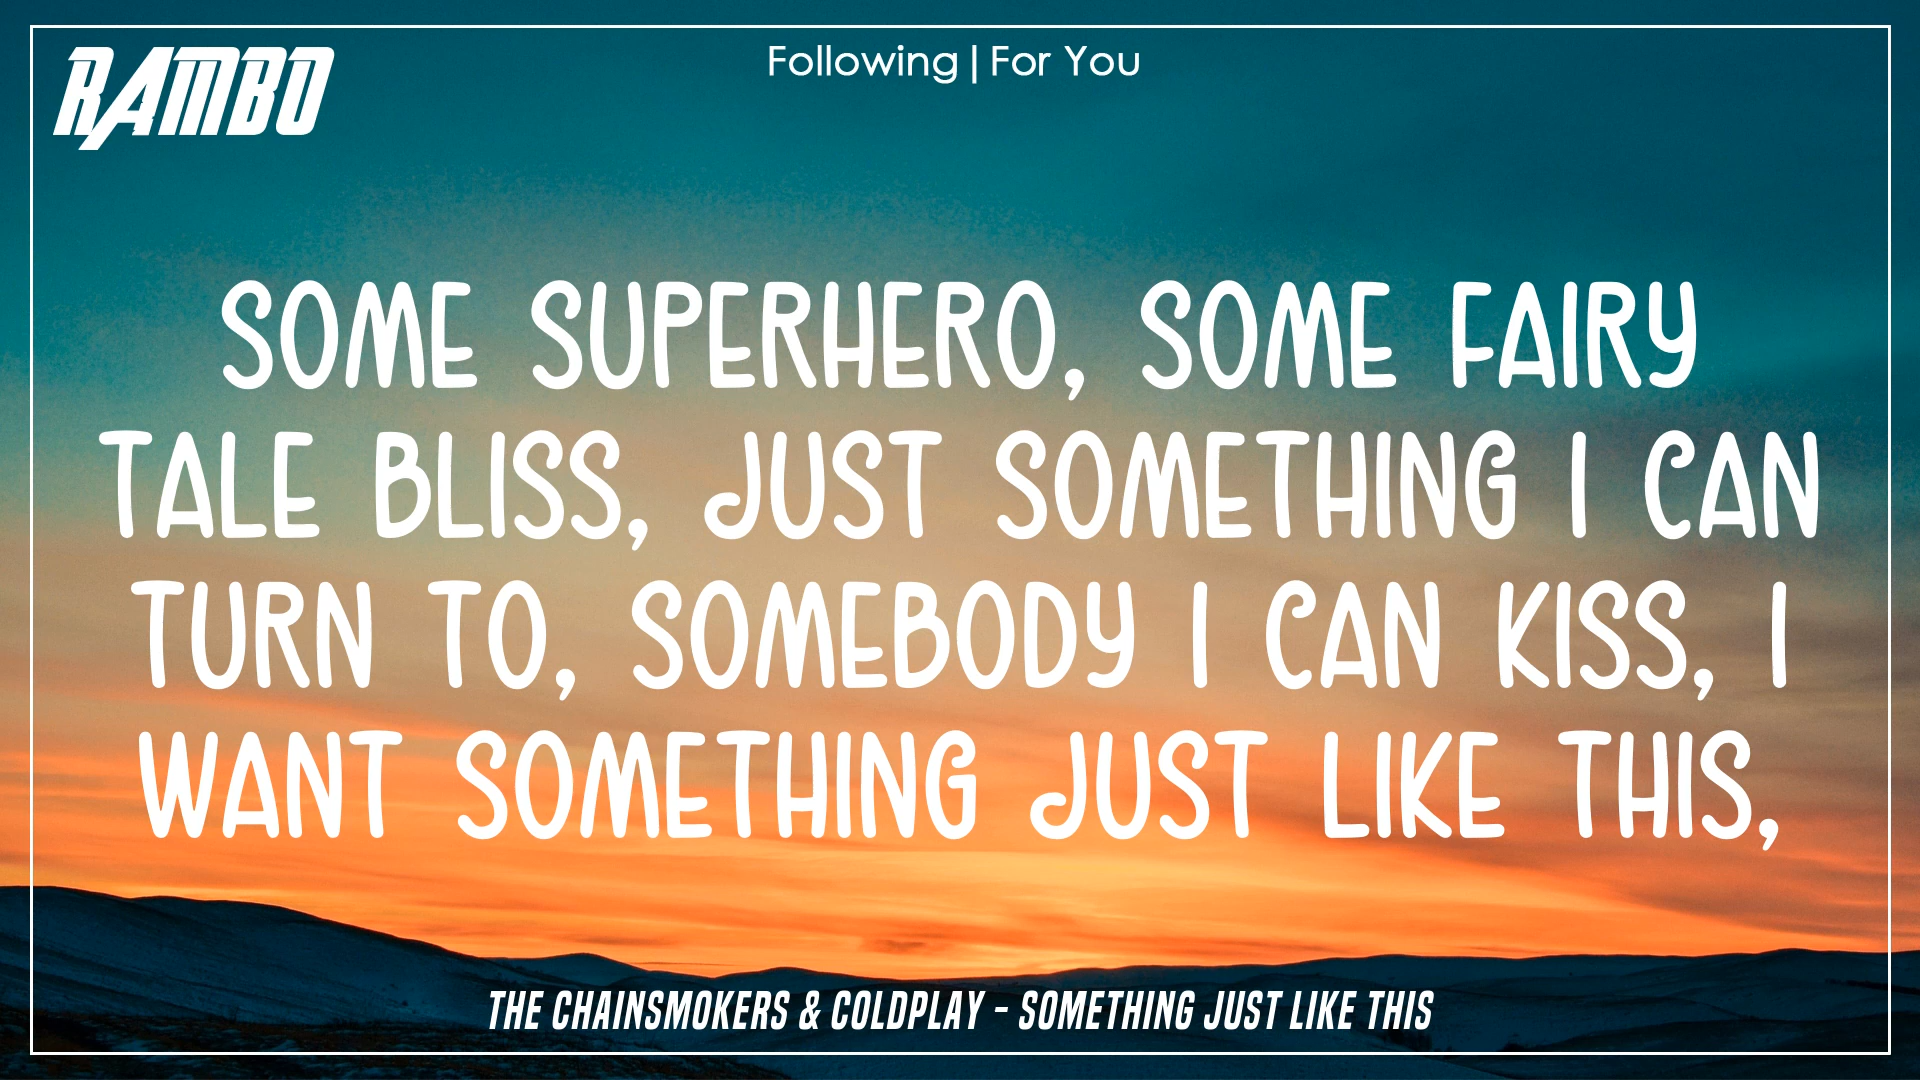 RAMBO
Following | For You
SOME SUPERHERO, SOME FAIRY
TALE BLISS, JUST SOMETHING I CAN
TURN TO, SOMEBODY I CAN KISS, I
WANT SOMETHING JUST LIKE THIS,
THE CHAINSMOKERS & COLDPLAY - SOMETHING JUST LIKE THIS